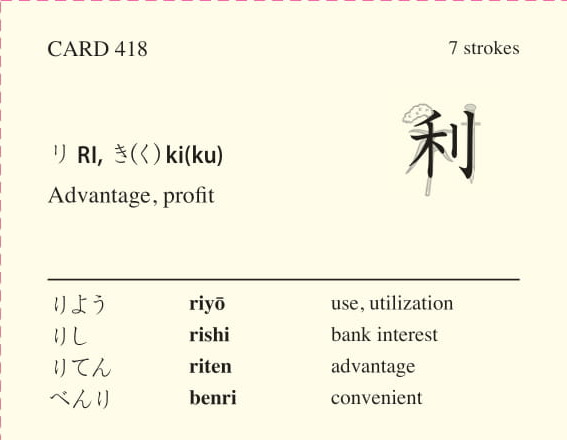 CARD 418
7 strokes
利
リ RI, き(く) ki(ku)
Advantage, profit
りよう riyō use, utilization
りし rishi bank interest
りてん riten advantage
べんり benri convenient